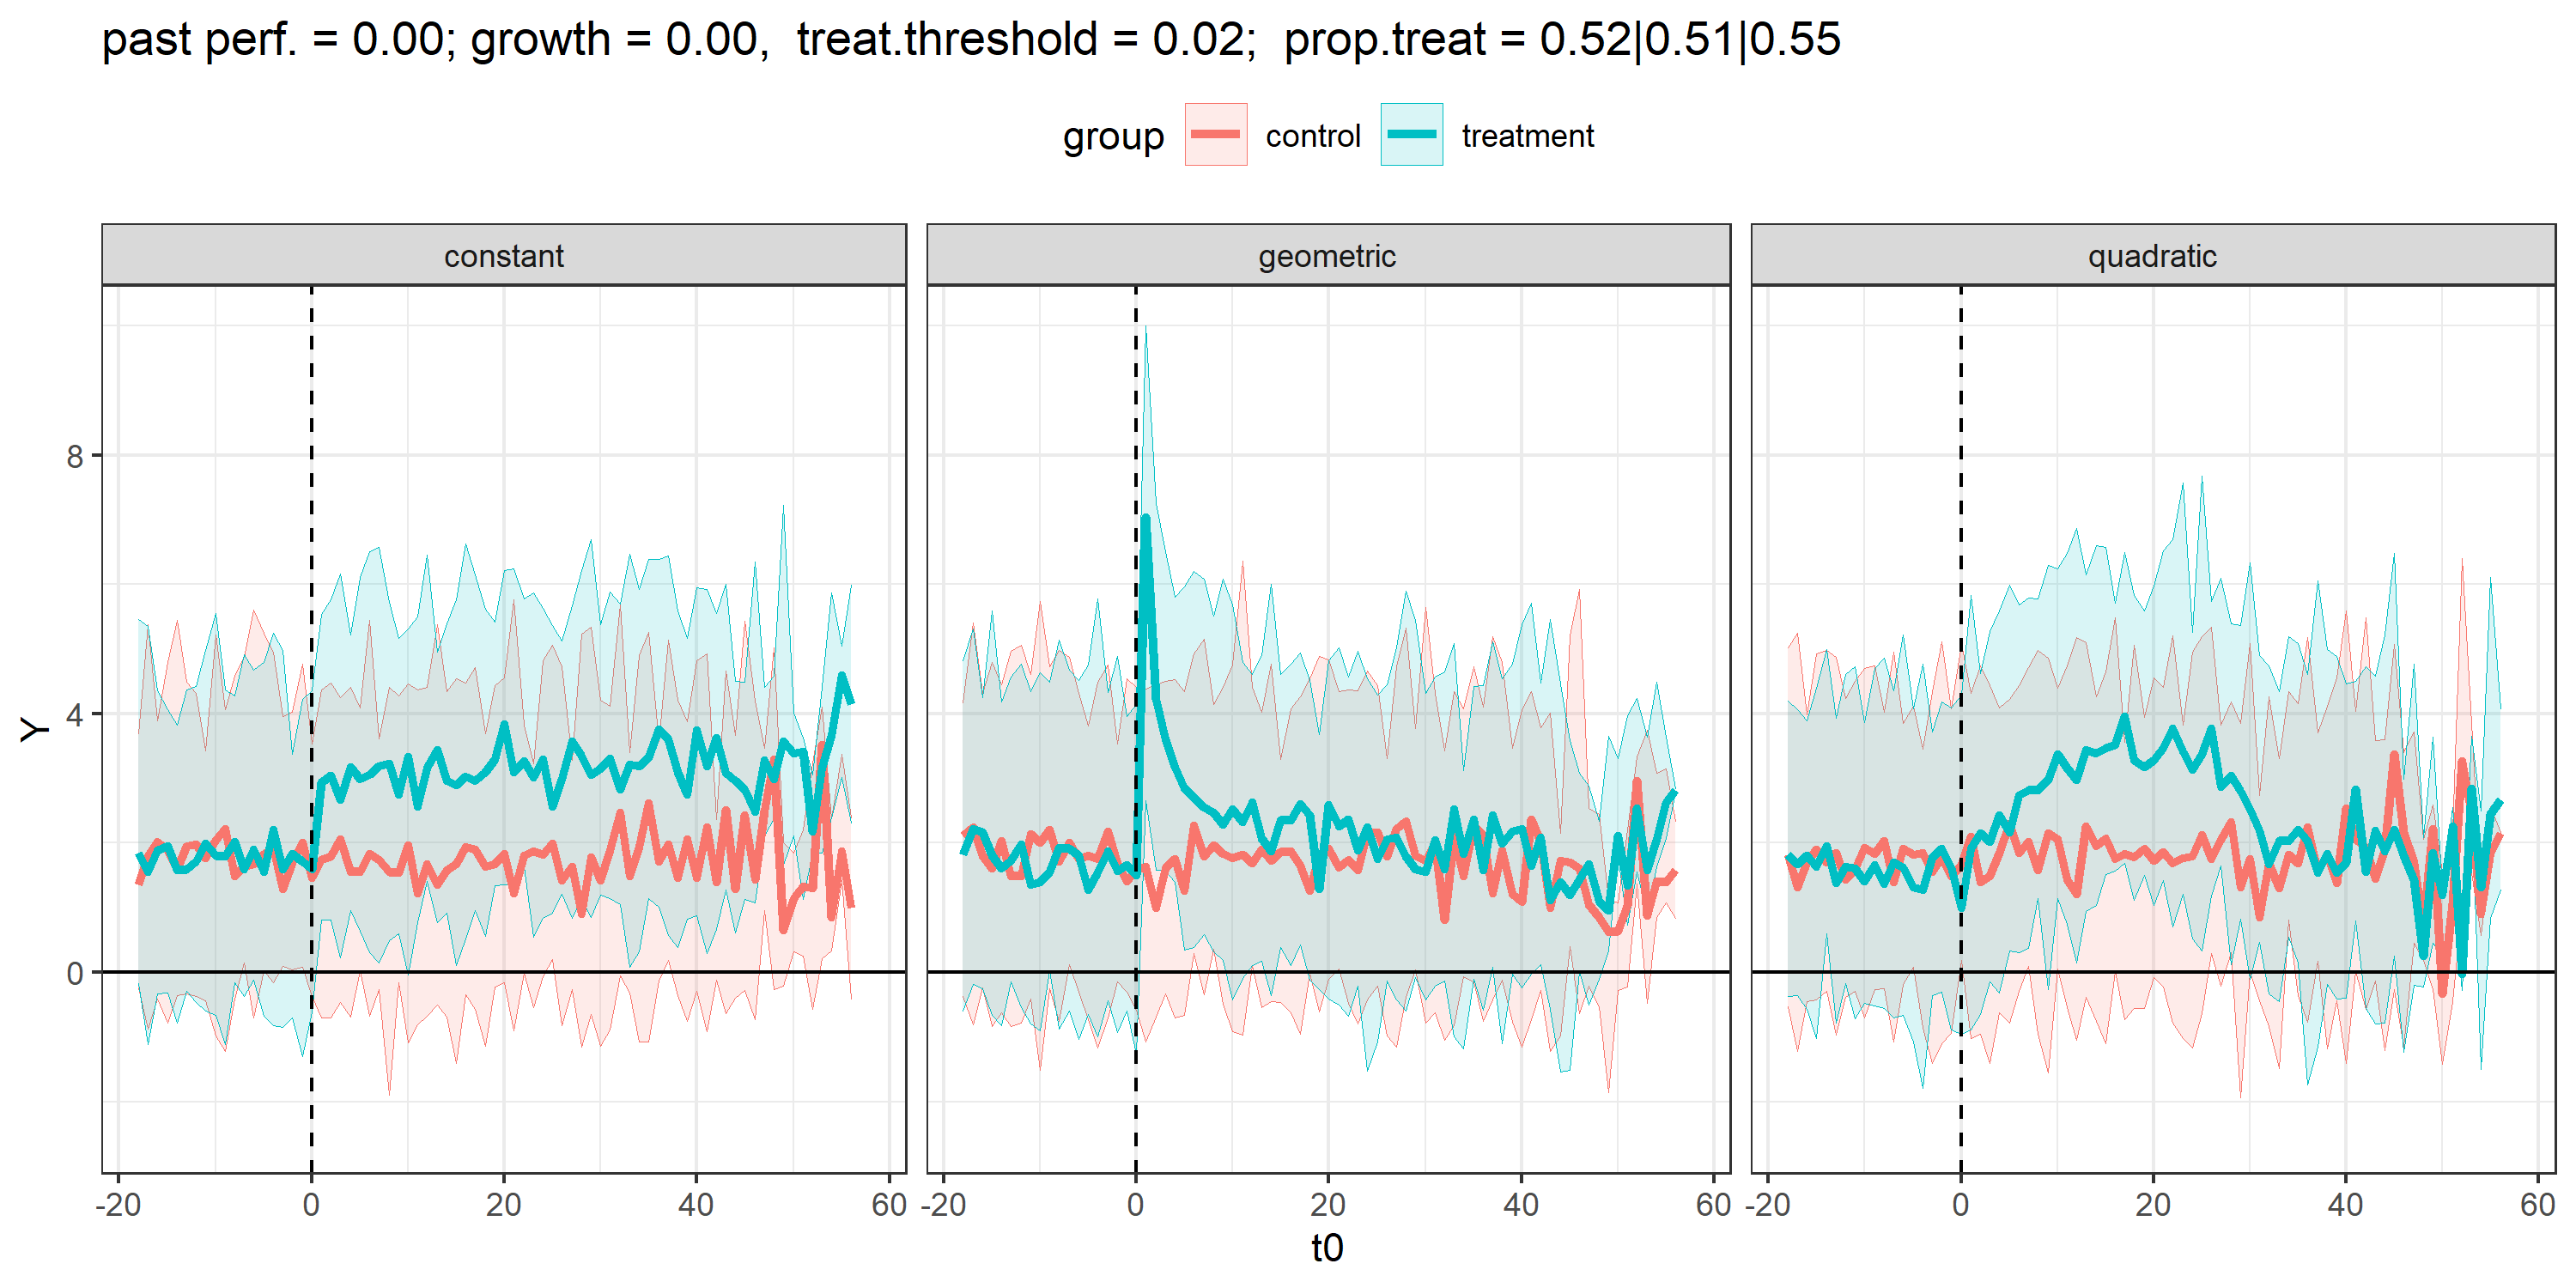 past perf. = 0.00; growth = 0.00,  treat.threshold = 0.02;  prop.treat = 0.52|0.51|0.55
group control treatment
constant geometric quadratic
8
4
0
Y
-20 0 20 40 60 -20 0 20 40 60 -20 0 20 40 60
t0